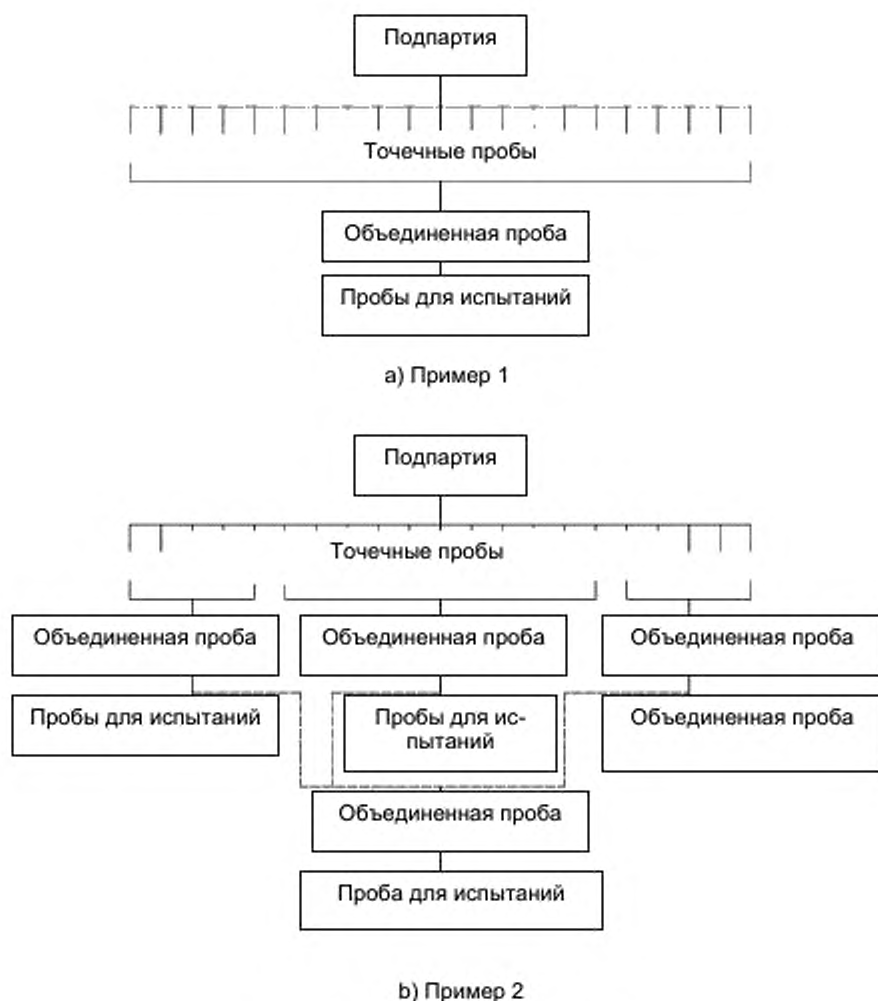 Подпартия
Точечные пробы
Объединенная проба
Пробы для испытаний
a) Пример 1
Подпартия
Точечные пробы
Объединенная проба
Объединенная проба
Объединенная проба
Пробы для испытаний
Пробы для ис-
пытаний
Объединенная проба
Объединенная проба
Проба для испытаний
b) Пример 2